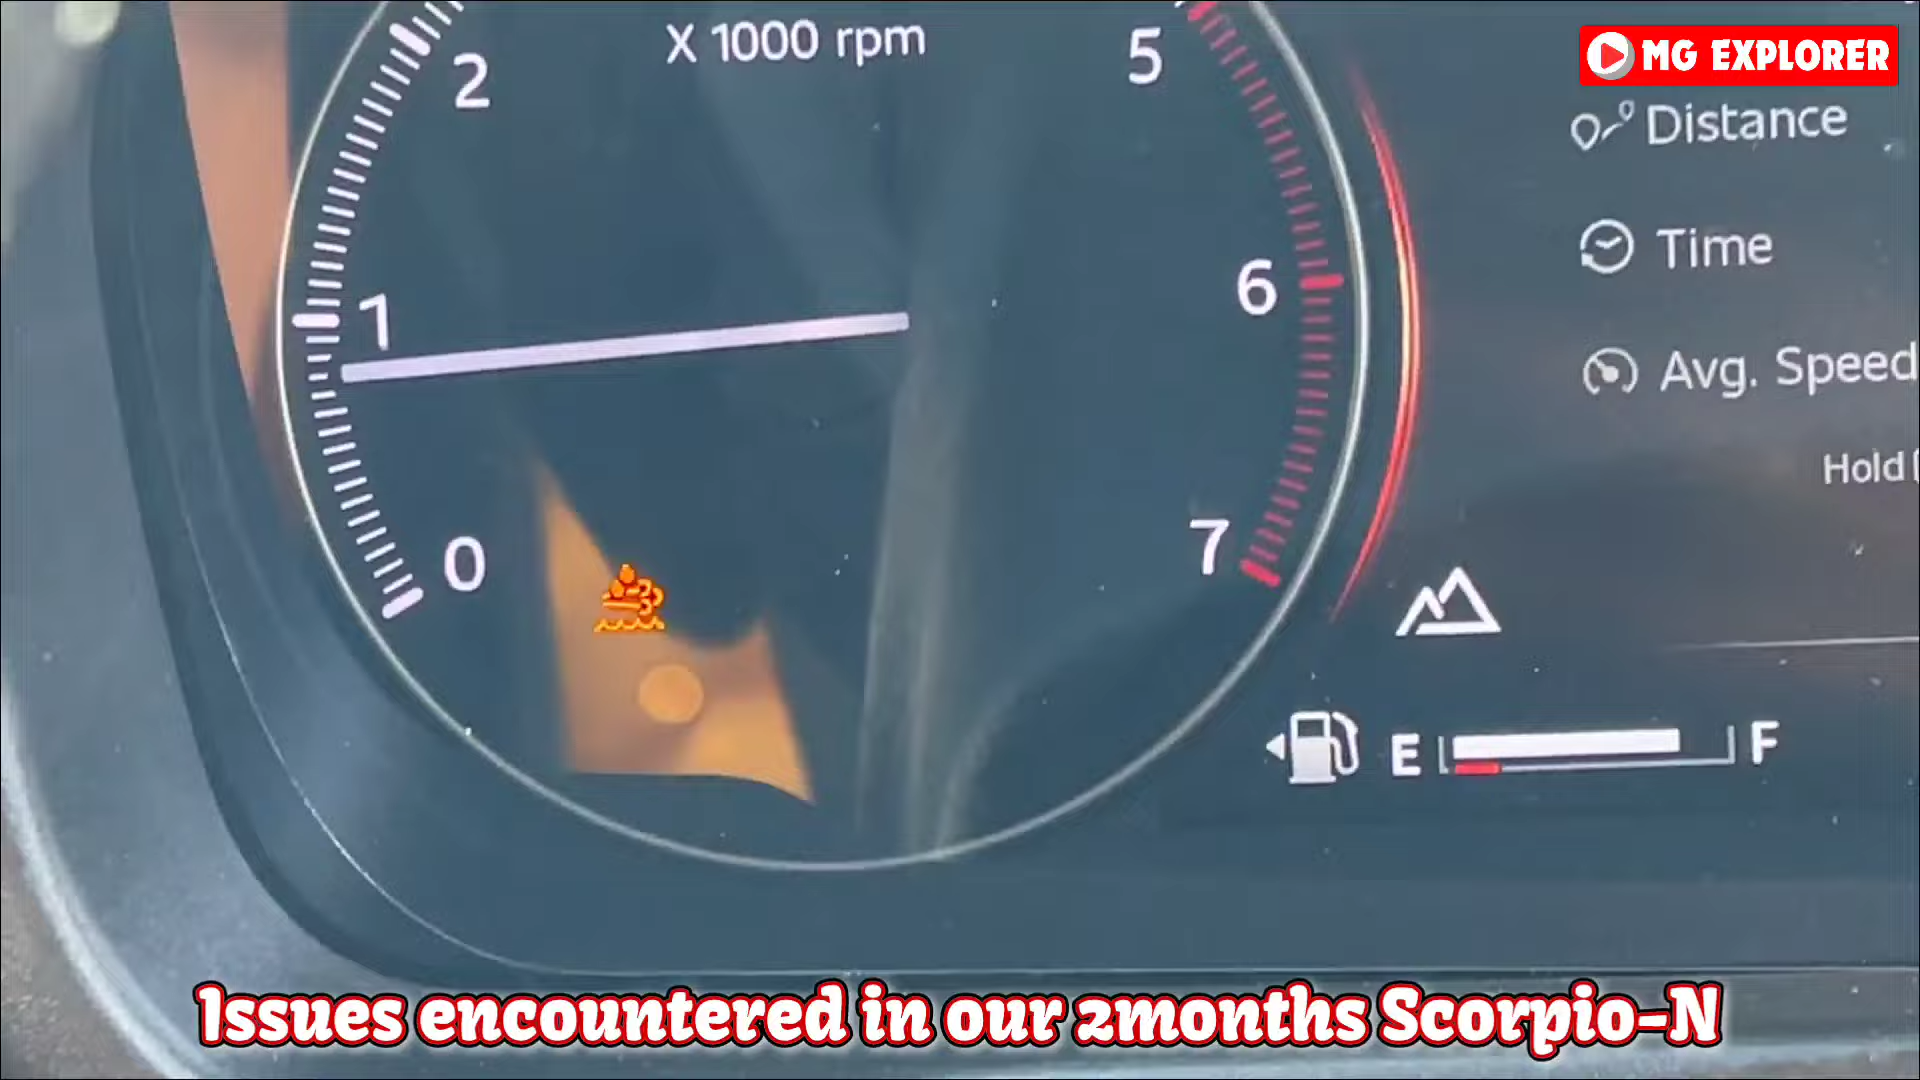 X 1000 rpm
MG EXPLORER
2
5
Distance
Time
6
1
Avg. Speed
Hold
7
0
E
F
Issues encountered in our 2months Scorpio-N